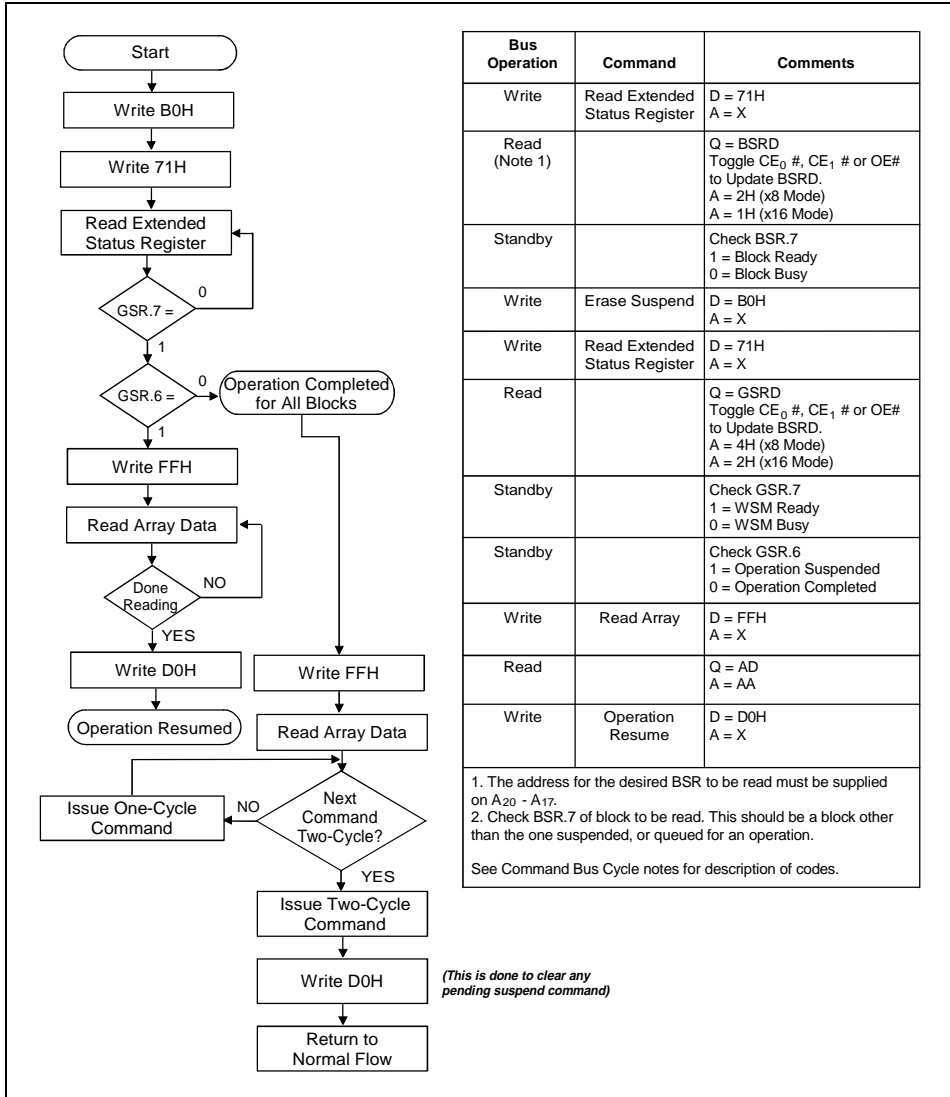 Start
Write B0H
Write 71H
Read Extended
Status Register
0
GSR.7 =
1
GSR.6 =
0
Operation Completed
for All Blocks
1
Write FFH
Read Array Data
Done
Reading
NO
YES
Write D0H
Operation Resumed
Write FFH
Read Array Data
Next
Command
Two-Cycle?
NO
Issue One-Cycle
Command
YES
Issue Two-Cycle
Command
Write D0H
(This is done to clear any
pending suspend command)
Return to
Normal Flow
Bus
Operation
Command
Comments
Write
Read Extended
Status Register
D = 71H
A = X
Read
(Note 1)
Q = BSRD
Toggle CE0 #, CE1 # or OE#
to Update BSRD.
A = 2H (x8 Mode)
A = 1H (x16 Mode)
Standby
Check BSR.7
1 = Block Ready
0 = Block Busy
Write
Erase Suspend
D = B0H
A = X
Write
Read Extended
Status Register
D = 71H
A = X
Read
Q = GSRD
Toggle CE0 #, CE1 # or OE#
to Update BSRD.
A = 4H (x8 Mode)
A = 2H (x16 Mode)
Standby
Check GSR.7
1 = WSM Ready
0 = WSM Busy
Standby
Check GSR.6
1 = Operation Suspended
0 = Operation Completed
Write
Read Array
D = FFH
A = X
Read
Q = AD
A = AA
Write
Operation
Resume
D = D0H
A = X
1. The address for the desired BSR to be read must be supplied
on A20 - A17.
2. Check BSR.7 of block to be read. This should be a block other
than the one suspended, or queued for an operation.
See Command Bus Cycle notes for description of codes.